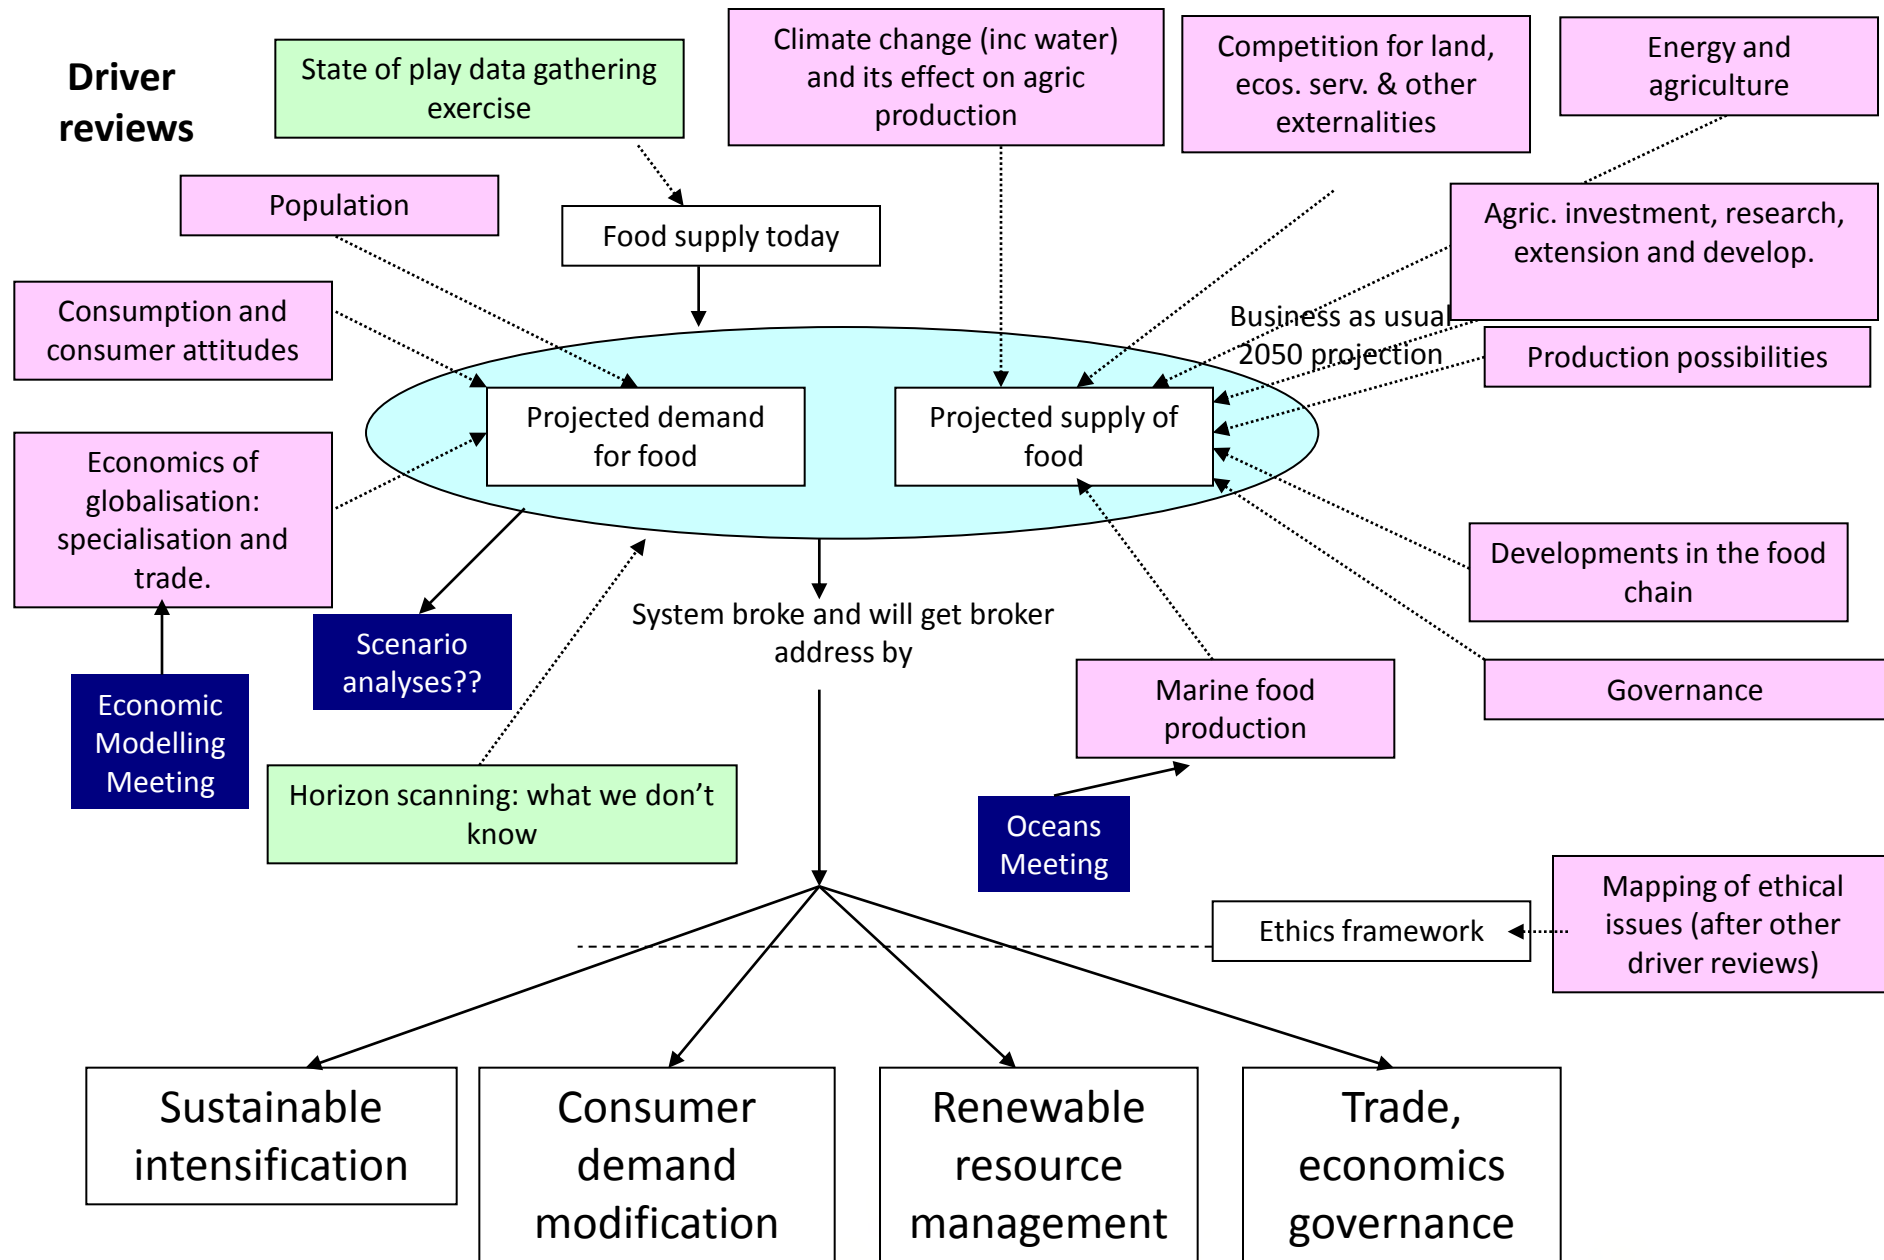 Driver
reviews
State of play data gathering
exercise
Climate change (inc water)
and its effect on agric
production
Competition for land,
ecos. serv. & other
externalities
Energy and
agriculture
Population
Food supply today
Agric. investment, research,
extension and develop.
Consumption and
consumer attitudes
Business as usual
2050 projection
Production possibilities
Projected demand
for food
Projected supply of
food
Economics of
globalisation:
specialisation and
trade.
Developments in the food
chain
System broke and will get broker
address by
Scenario
analyses??
Economic
Modelling
Meeting
Marine food
production
Governance
Horizon scanning: what we don’t
know
Oceans
Meeting
Ethics framework
Mapping of ethical
issues (after other
driver reviews)
Sustainable
intensification
Consumer
demand
modification
Renewable
resource
management
Trade,
economics
governance